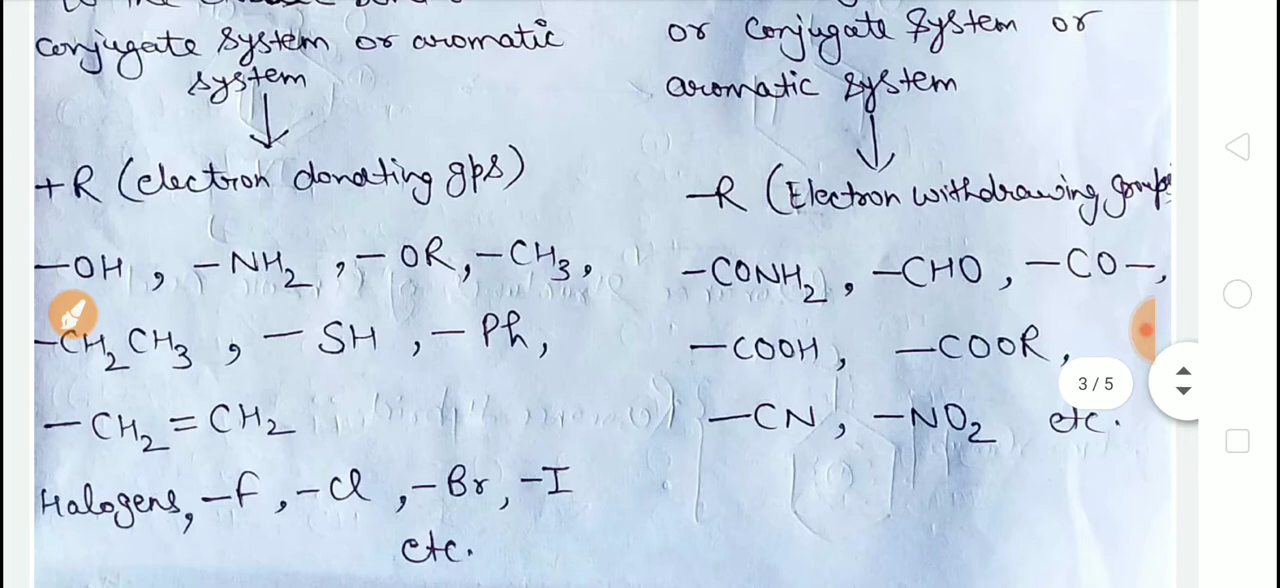 conjugate system or aromatic
system
+R (electron donating gps)
-OH, -NH2, -OR, -CH3,
-CH2CH3, -SH, -Ph,
-CH2=CH2
Halogens, -F, -Cl, -Br, -I
etc.
or conjugate system or
aromatic system
-R (Electron withdrawing groups
-CONH2, -CHO, -CO-,
-COOH, -COOR,
-CN, -NO2 etc.
3/5